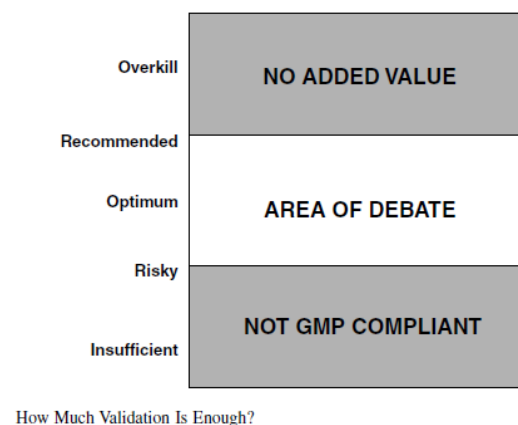 Overkill
NO ADDED VALUE
Recommended
Optimum
AREA OF DEBATE
Risky
NOT GMP COMPLIANT
Insufficient
How Much Validation Is Enough?